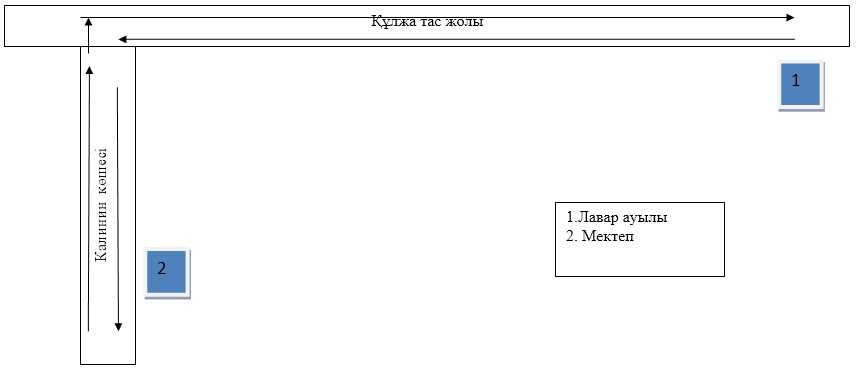 Құлжа тас жолы
1
Калинин көшесі
1.Лавар ауылы
2. Мектеп
2